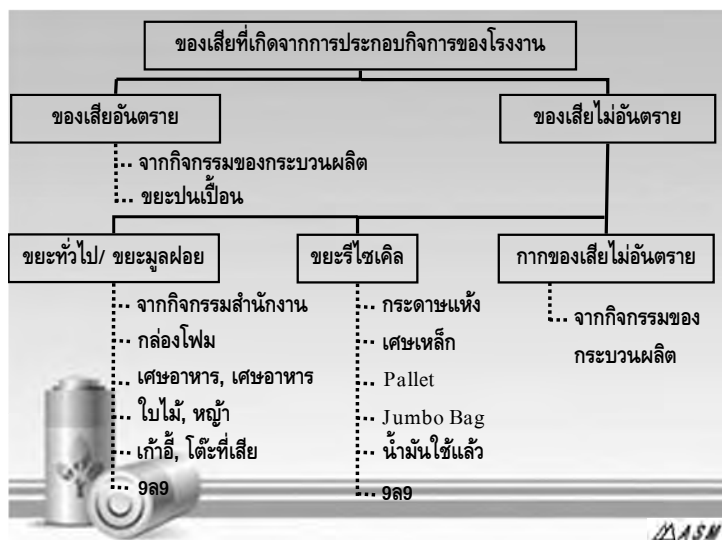 ของเสียที่เกิดจากการประกอบกิจการของโรงงาน
ของเสียอันตราย
ของเสียไม่อันตราย
จากกิจกรรมของกระบวนผลิต
ขยะปนเปื้อน
ขยะทั่วไป/ ขยะมูลฝอย
ขยะรีไซเคิล
กากของเสียไม่อันตราย
จากกิจกรรมสำนักงาน
กล่องโฟม
เศษอาหาร, เศษอาหาร
ใบไม้, หญ้า
เก้าอี้, โต๊ะที่เสีย
9ล9
กระดาษแห้ง
เศษเหล็ก
Pallet
Jumbo Bag
น้ำมันใช้แล้ว
9ล9
จากกิจกรรมของ
กระบวนผลิต
ASM